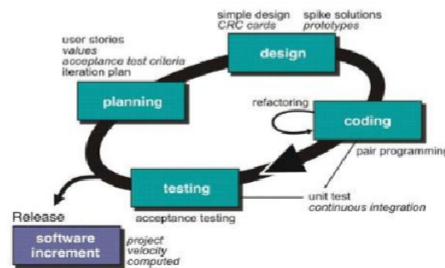 simple design
CRC cards
spike solutions
prototypes
user stories
values
acceptance test criteria
iteration plan
design
planning
refactoring
coding
pair programming
testing
unit test
continuous integration
acceptance testing
Release
software
increment
project
velocity
computed